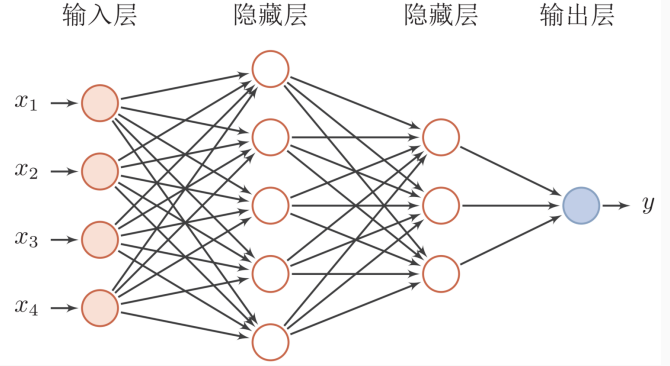 输入层 隐藏层 隐藏层 输出层
x₁
x₂
x₃
y
x₄